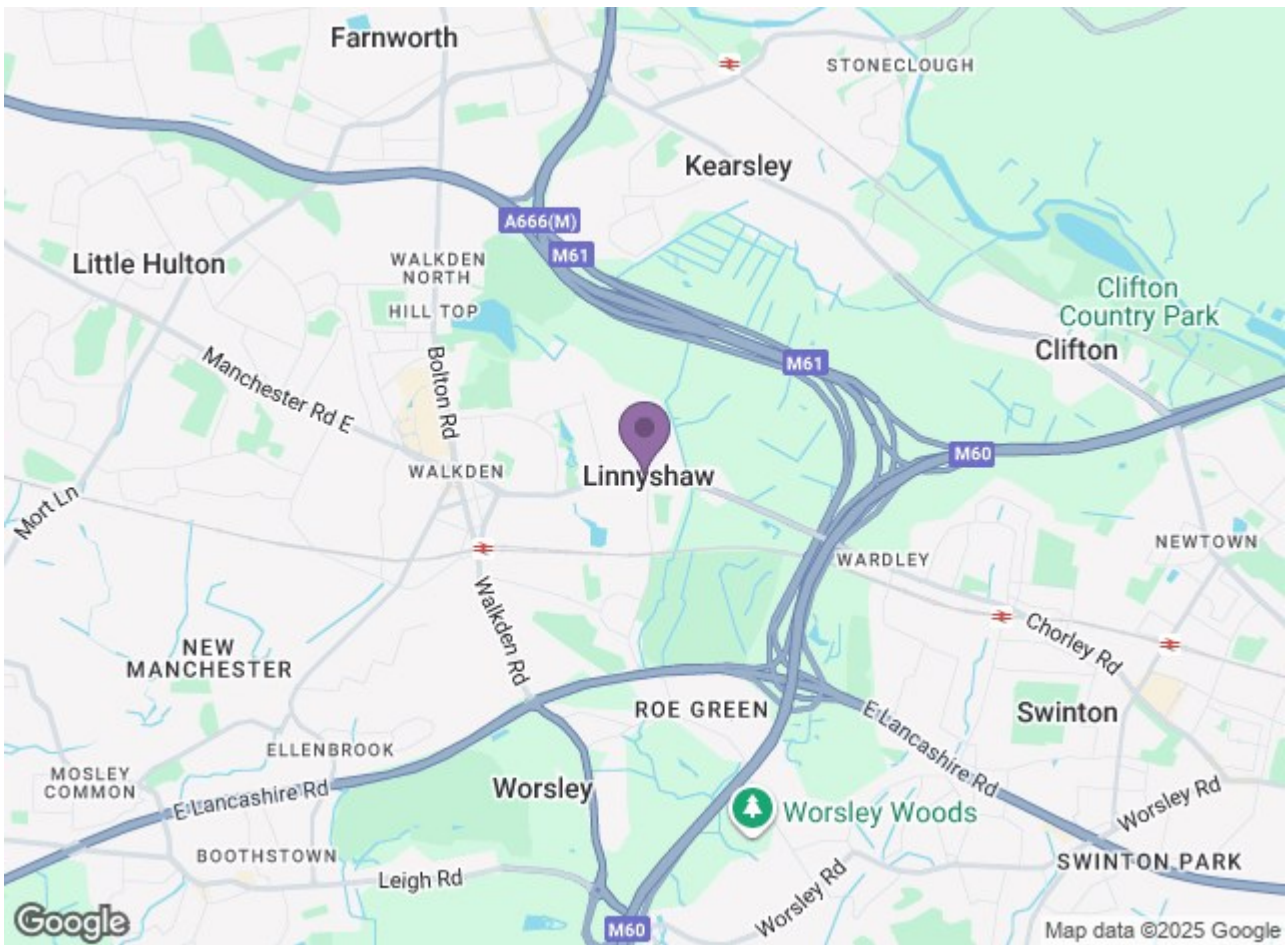 Farnworth
STONECLOUGH
Kearsley
A666(M)
M61
Little Hulton
WALKDEN
NORTH
HILL TOP
Clifton
Country Park
Clifton
M61
Manchester Rd E
Bolton Rd
M60
WALKDEN
Linnyshaw
Mort Ln
NEWTOWN
WARDLEY
Walkden Rd
Chorley Rd
NEW
MANCHESTER
ROE GREEN
Swinton
E Lancashire Rd
ELLENBROOK
MOSLEY
COMMON
Worsley
E Lancashire Rd
Worsley Woods
Worsley Rd
BOOTHSTOWN
Leigh Rd
SWINTON PARK
Worsley Rd
M60
Google
Map data ©2025 Google